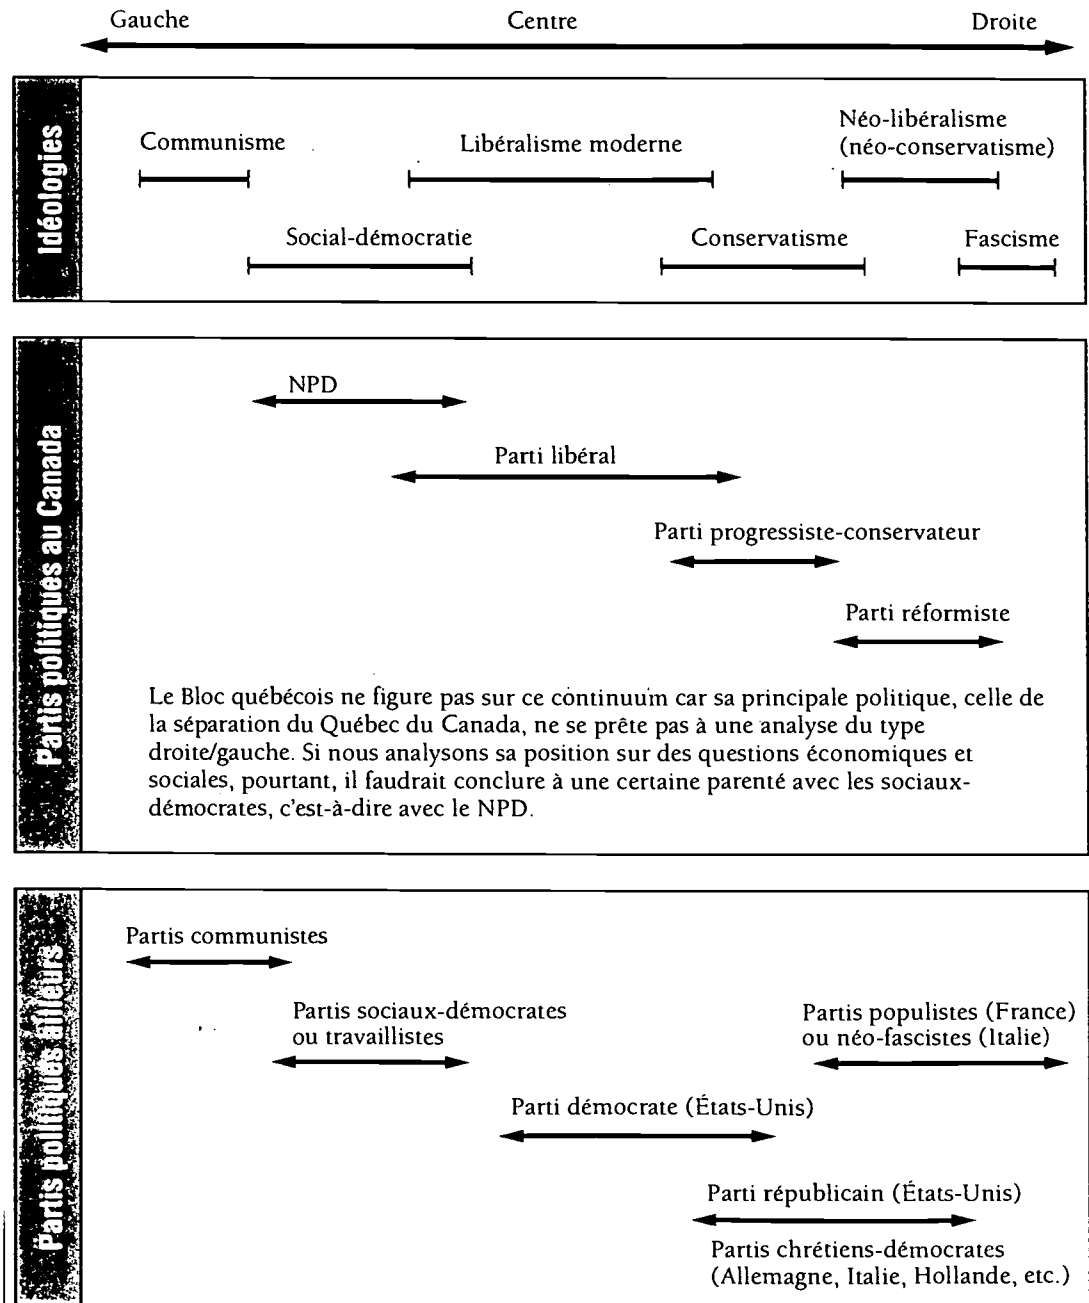 Gauche Centre Droite
Idéologies
Communisme
Libéralisme moderne
Néo-libéralisme
(néo-conservatisme)
Social-démocratie
Conservatisme
Fascisme
Partis politiques au Canada
NPD
Parti libéral
Parti progressiste-conservateur
Parti réformiste
Le Bloc québécois ne figure pas sur ce continuum car sa principale politique, celle de
la séparation du Québec du Canada, ne se prête pas à une analyse du type
droite/gauche. Si nous analysons sa position sur des questions économiques et
sociales, pourtant, il faudrait conclure à une certaine parenté avec les sociaux-
démocrates, c'est-à-dire avec le NPD.
Partis politiques ailleurs
Partis communistes
Partis sociaux-démocrates
ou travaillistes
Partis populistes (France)
ou néo-fascistes (Italie)
Parti démocrate (États-Unis)
Parti républicain (États-Unis)
Partis chrétiens-démocrates
(Allemagne, Italie, Hollande, etc.)